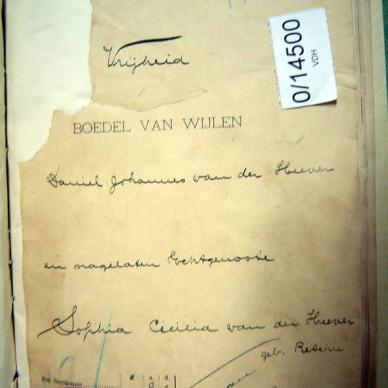 Vrijheid
0/14500
VDH
BOEDEL VAN WIJLEN
Daniel Johannes van der Heever
en nagelaten Echtgenoote
Sophia Cecilia van der Heever
geb.